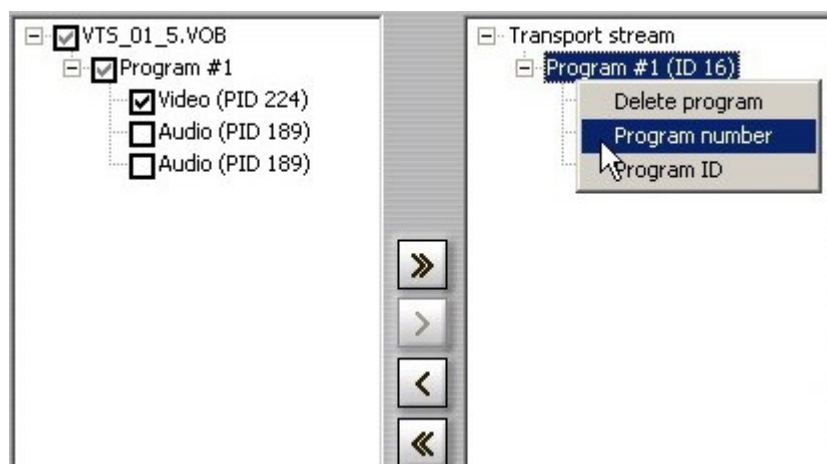 VTS_01_5.VOB
Program #1
Video (PID 224)
Audio (PID 189)
Audio (PID 189)
Transport stream
Program #1 (ID 16)
Delete program
Program number
Program ID